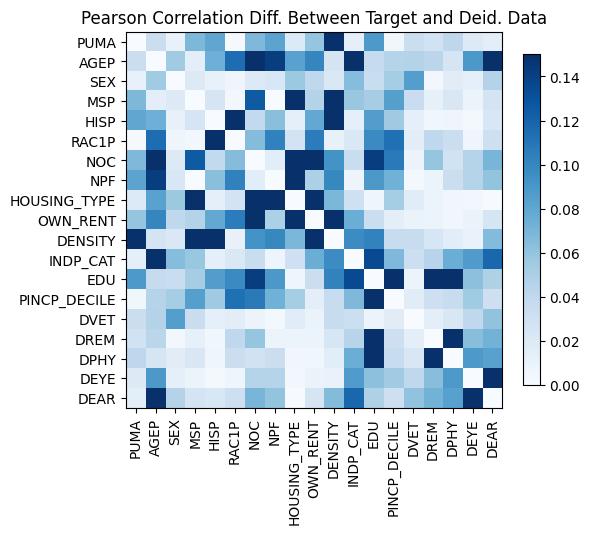 Pearson Correlation Diff. Between Target and Deid. Data
PUMA
AGEP
SEX
MSP
HISP
RAC1P
NOC
NPF
HOUSING_TYPE
OWN_RENT
DENSITY
INDP_CAT
EDU
PINCP_DECILE
DVET
DREM
DPHY
DEYE
DEAR
PUMA
AGEP
SEX
MSP
HISP
RAC1P
NOC
NPF
HOUSING_TYPE
OWN_RENT
DENSITY
INDP_CAT
EDU
PINCP_DECILE
DVET
DREM
DPHY
DEYE
DEAR
0.14
0.12
0.10
0.08
0.06
0.04
0.02
0.00